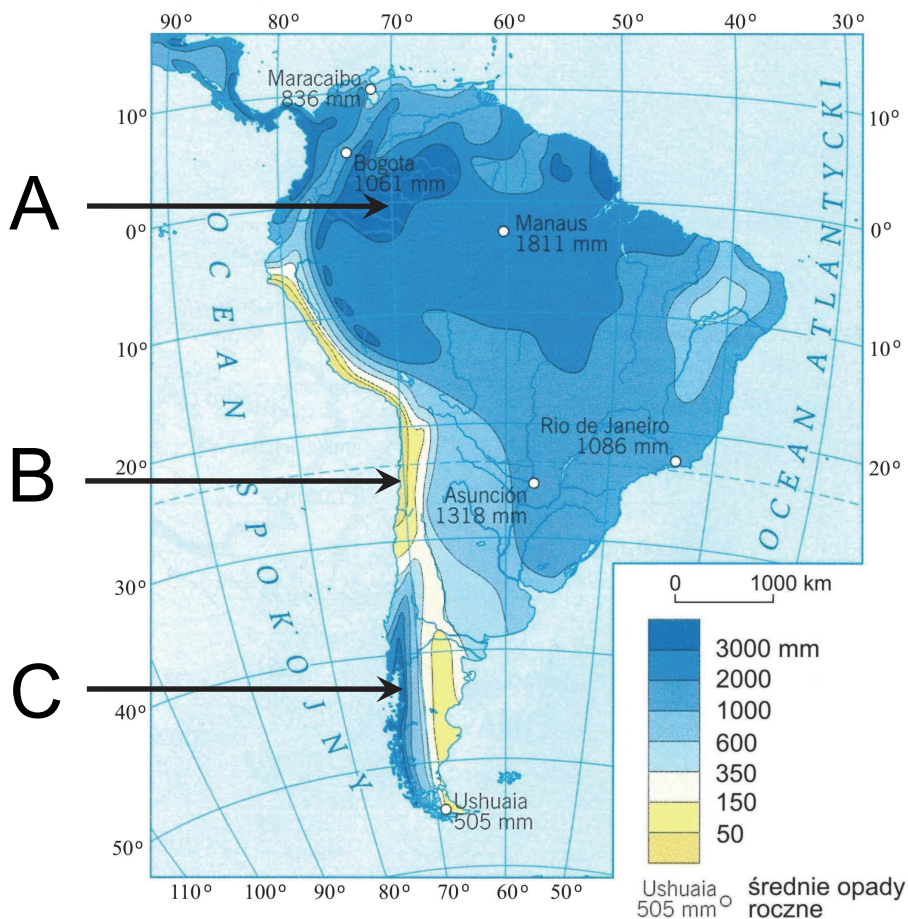 90° 80° 70° 60° 50° 40° 30°
Maracaibo
836 mm
10° 10°
Bogota
1061 mm
A
Manaus
1811 mm
0° 0°
OCEAN SPOKOJNY
OCEAN ATLANTYCKI
10° 10°
Rio de Janeiro
1086 mm
B
20° 20°
Asunción
1318 mm
30°
0 1000 km
3000 mm
2000
1000
600
350
150
50
C
40°
Ushuaia
505 mm
50°
110° 100° 90° 80° 70° 60° 50°
Ushuaia
505 mm
średnie opady
roczne